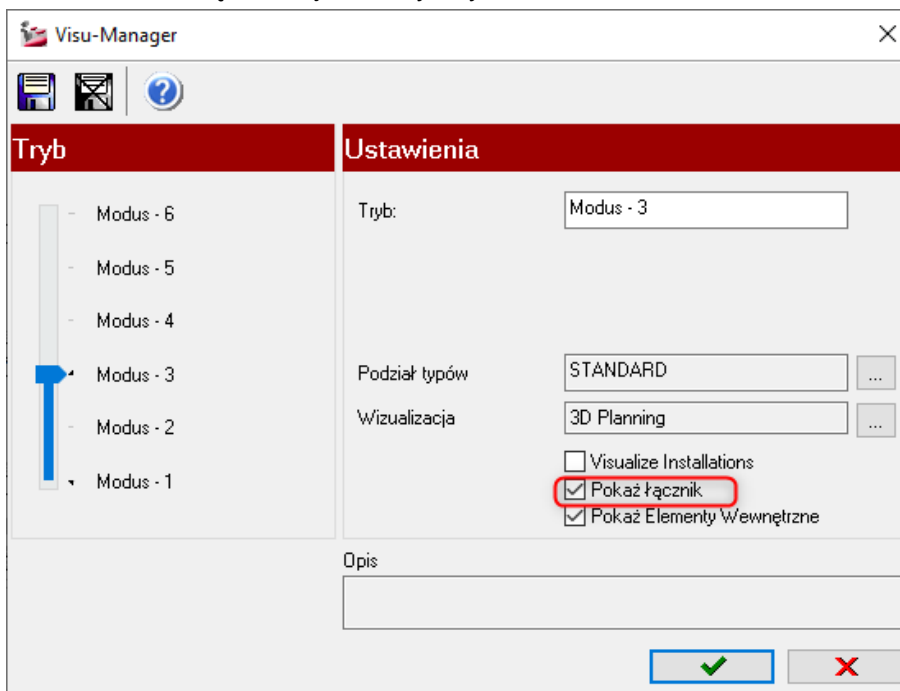 Visu-Manager
Tryb
Ustawienia
Modus - 6
Modus - 5
Modus - 4
Modus - 3
Modus - 2
Modus - 1
Tryb:
Modus - 3
Podział typów
STANDARD
...
Wizualizacja
3D Planning
...
Visualize Installations
Pokaż łącznik
Pokaż Elementy Wewnętrzne
Opis